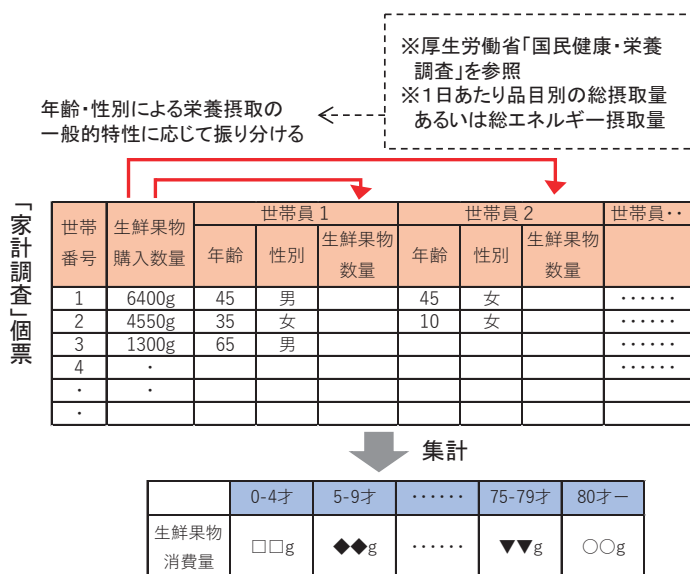 ※厚生労働省「国民健康・栄養
調査」を参照
※1日あたり品目別の総摂取量
あるいは総エネルギー摂取量
年齢・性別による栄養摂取の
一般的特性に応じて振り分ける
「家計調査」個票
世帯番号 生鮮果物購入数量 世帯員1 世帯員2 世帯員・・
年齢 性別 生鮮果物数量 年齢 性別 生鮮果物数量
1 6400g 45 男 45 女 ・・・・・・
2 4550g 35 女 10 女 ・・・・・・
3 1300g 65 男 ・・・・・・
4 ・ ・・・・・・
・ ・
・
集計
0-4才 5-9才 ・・・・・・ 75-79才 80才ー
生鮮果物消費量 □□g ◆◆g ・・・・・・ ▼▼g ○○g